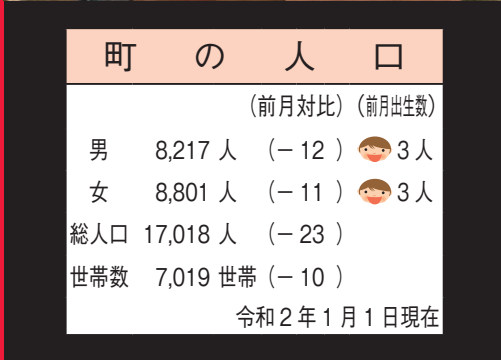 町の人口
（前月対比）（前月出生数）
男 8,217 人 （－ 12 ） 3 人
女 8,801 人 （－ 11 ） 3 人
総人口 17,018 人 （－ 23 ）
世帯数 7,019 世帯（－ 10 ）
令和 2 年 1 月 1 日現在